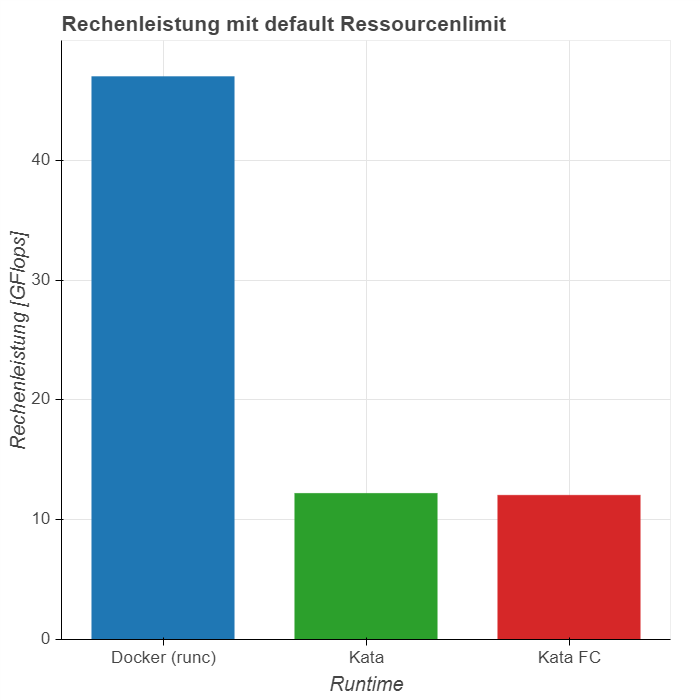 Rechenleistung mit default Ressourcenlimit
Rechenleistung [GFlops]
40
30
20
10
0
Docker (runc)
Kata
Kata FC
Runtime